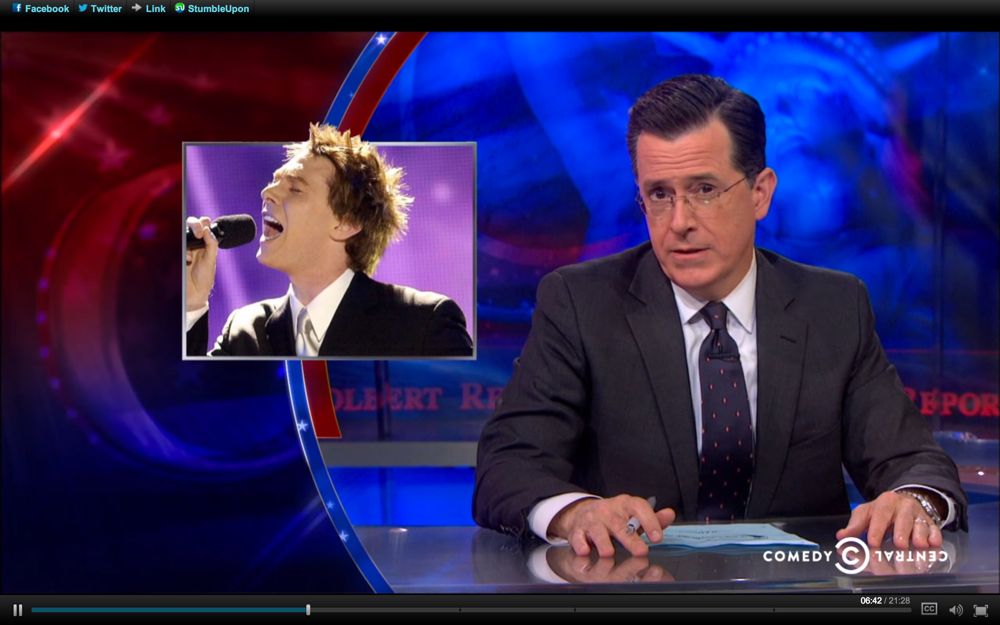 Facebook Twitter Link StumbleUpon
OLBERT RE
REPOR
COMEDY CENTRAL
06:42 / 21:28
CC